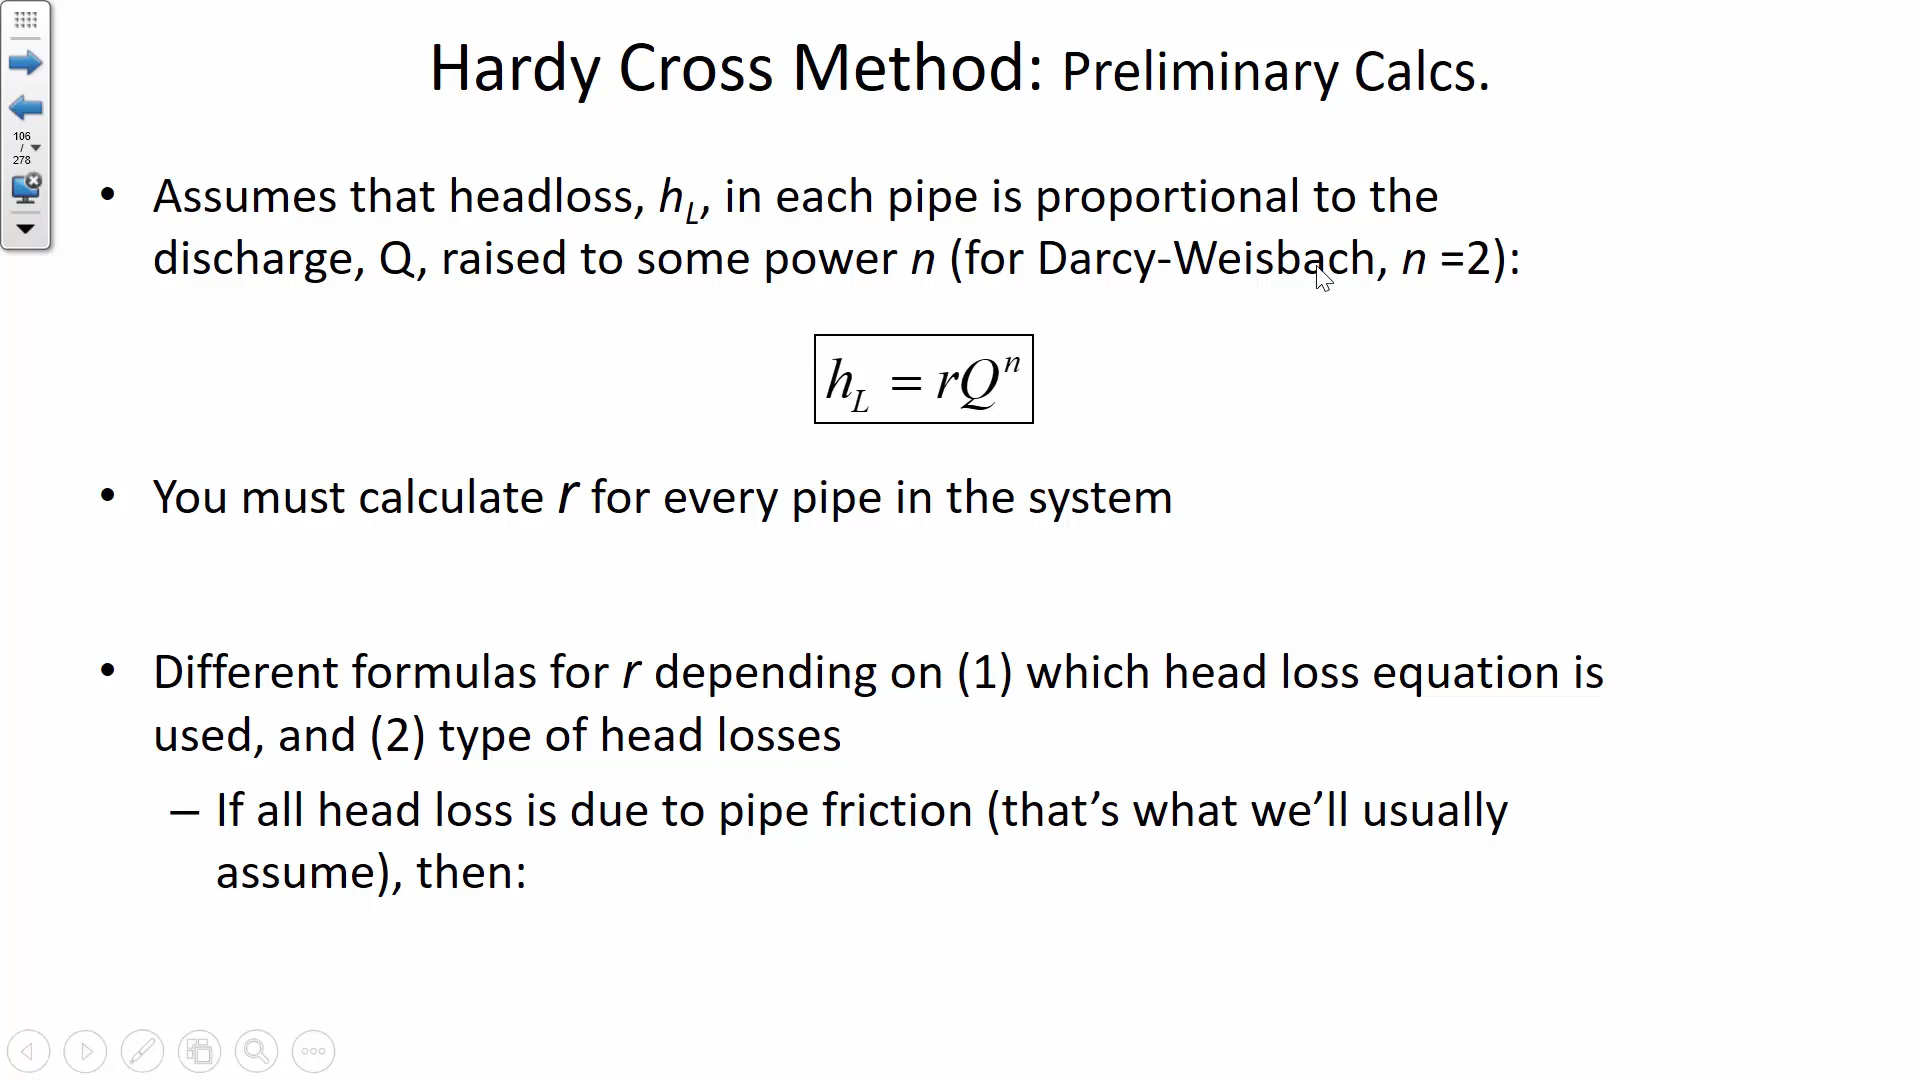 Hardy Cross Method: Preliminary Calcs.
106
/
278
• Assumes that headloss, h_L, in each pipe is proportional to the
discharge, Q, raised to some power n (for Darcy-Weisbach, n =2):
h_L = rQ^n
• You must calculate r for every pipe in the system
• Different formulas for r depending on (1) which head loss equation is
used, and (2) type of head losses
– If all head loss is due to pipe friction (that’s what we’ll usually
assume), then: